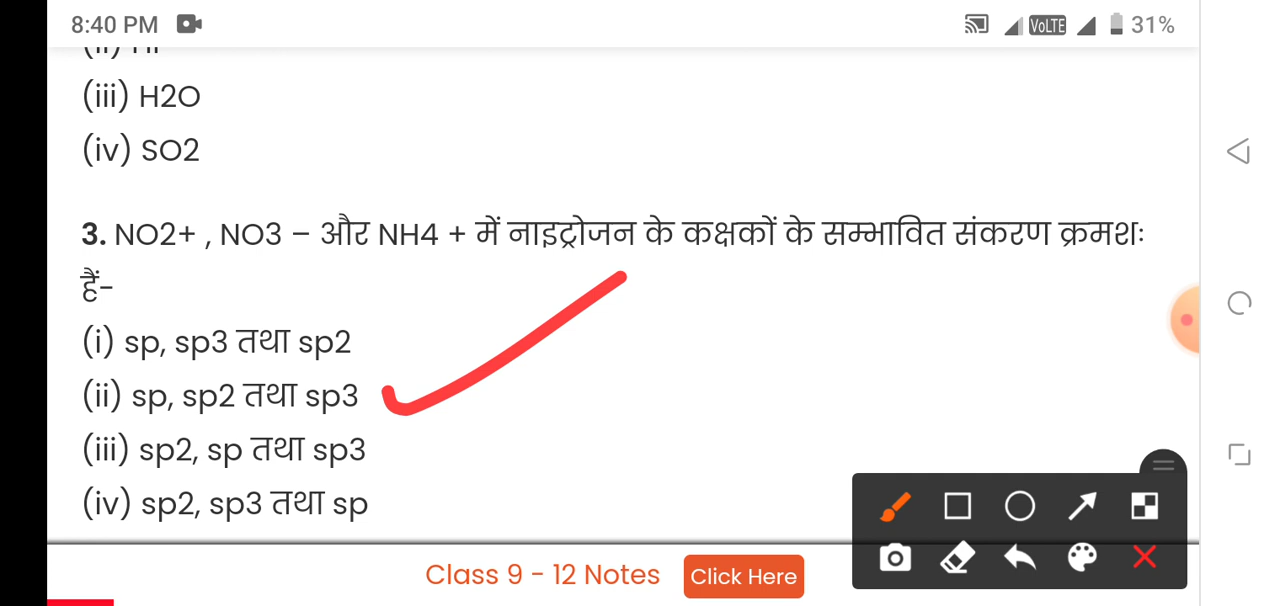 8:40 PM VoLTE 31%
(iii) H2O
(iv) SO2
3. NO2+ , NO3 – और NH4 + में नाइट्रोजन के कक्षकों के सम्भावित संकरण क्रमशः
हैं-
(i) sp, sp3 तथा sp2
(ii) sp, sp2 तथा sp3
(iii) sp2, sp तथा sp3
(iv) sp2, sp3 तथा sp
Class 9 - 12 Notes Click Here